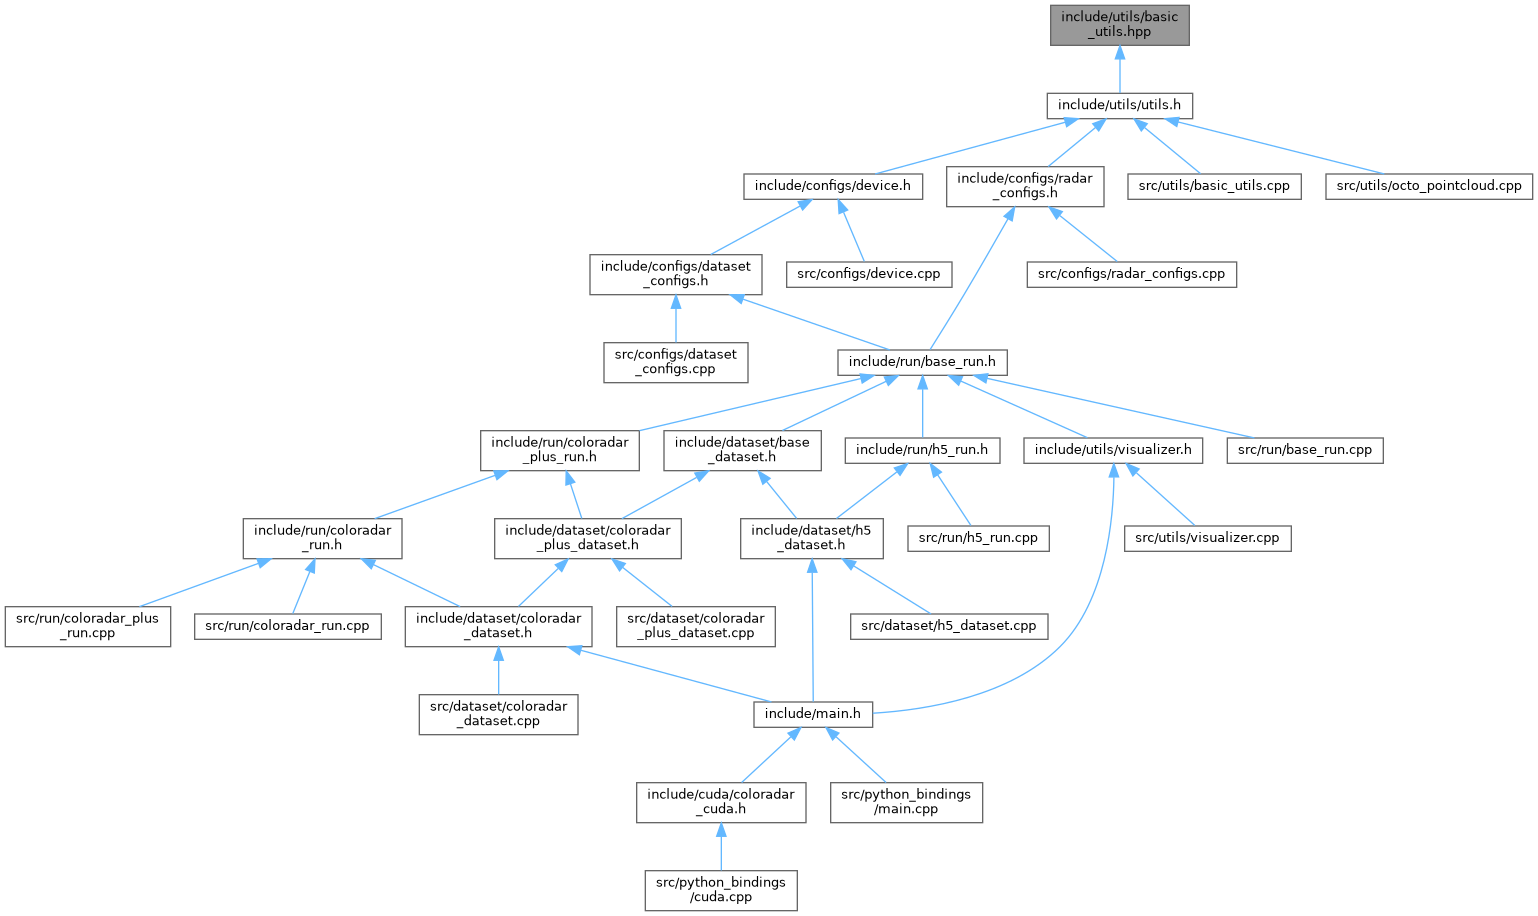 include/utils/basic
_utils.hpp
include/utils/utils.h
include/configs/device.h
include/configs/radar
_configs.h
src/utils/basic_utils.cpp
src/utils/octo_pointcloud.cpp
include/configs/dataset
_configs.h
src/configs/device.cpp
src/configs/radar_configs.cpp
src/configs/dataset
_configs.cpp
include/run/base_run.h
include/run/coloradar
_plus_run.h
include/dataset/base
_dataset.h
include/run/h5_run.h
include/utils/visualizer.h
src/run/base_run.cpp
include/run/coloradar
_run.h
include/dataset/coloradar
_plus_dataset.h
include/dataset/h5
_dataset.h
src/run/h5_run.cpp
src/utils/visualizer.cpp
src/run/coloradar_plus
_run.cpp
src/run/coloradar_run.cpp
include/dataset/coloradar
_dataset.h
src/dataset/coloradar
_plus_dataset.cpp
src/dataset/h5_dataset.cpp
src/dataset/coloradar
_dataset.cpp
include/main.h
include/cuda/coloradar
_cuda.h
src/python_bindings
/main.cpp
src/python_bindings
/cuda.cpp